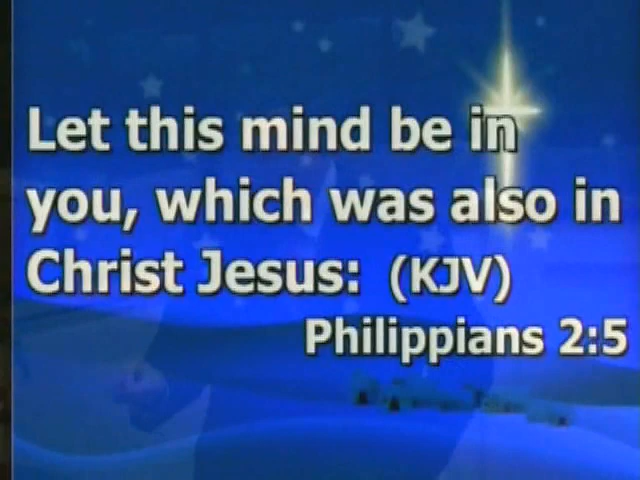 Let this mind be in
you, which was also in
Christ Jesus: (KJV)
Philippians 2:5